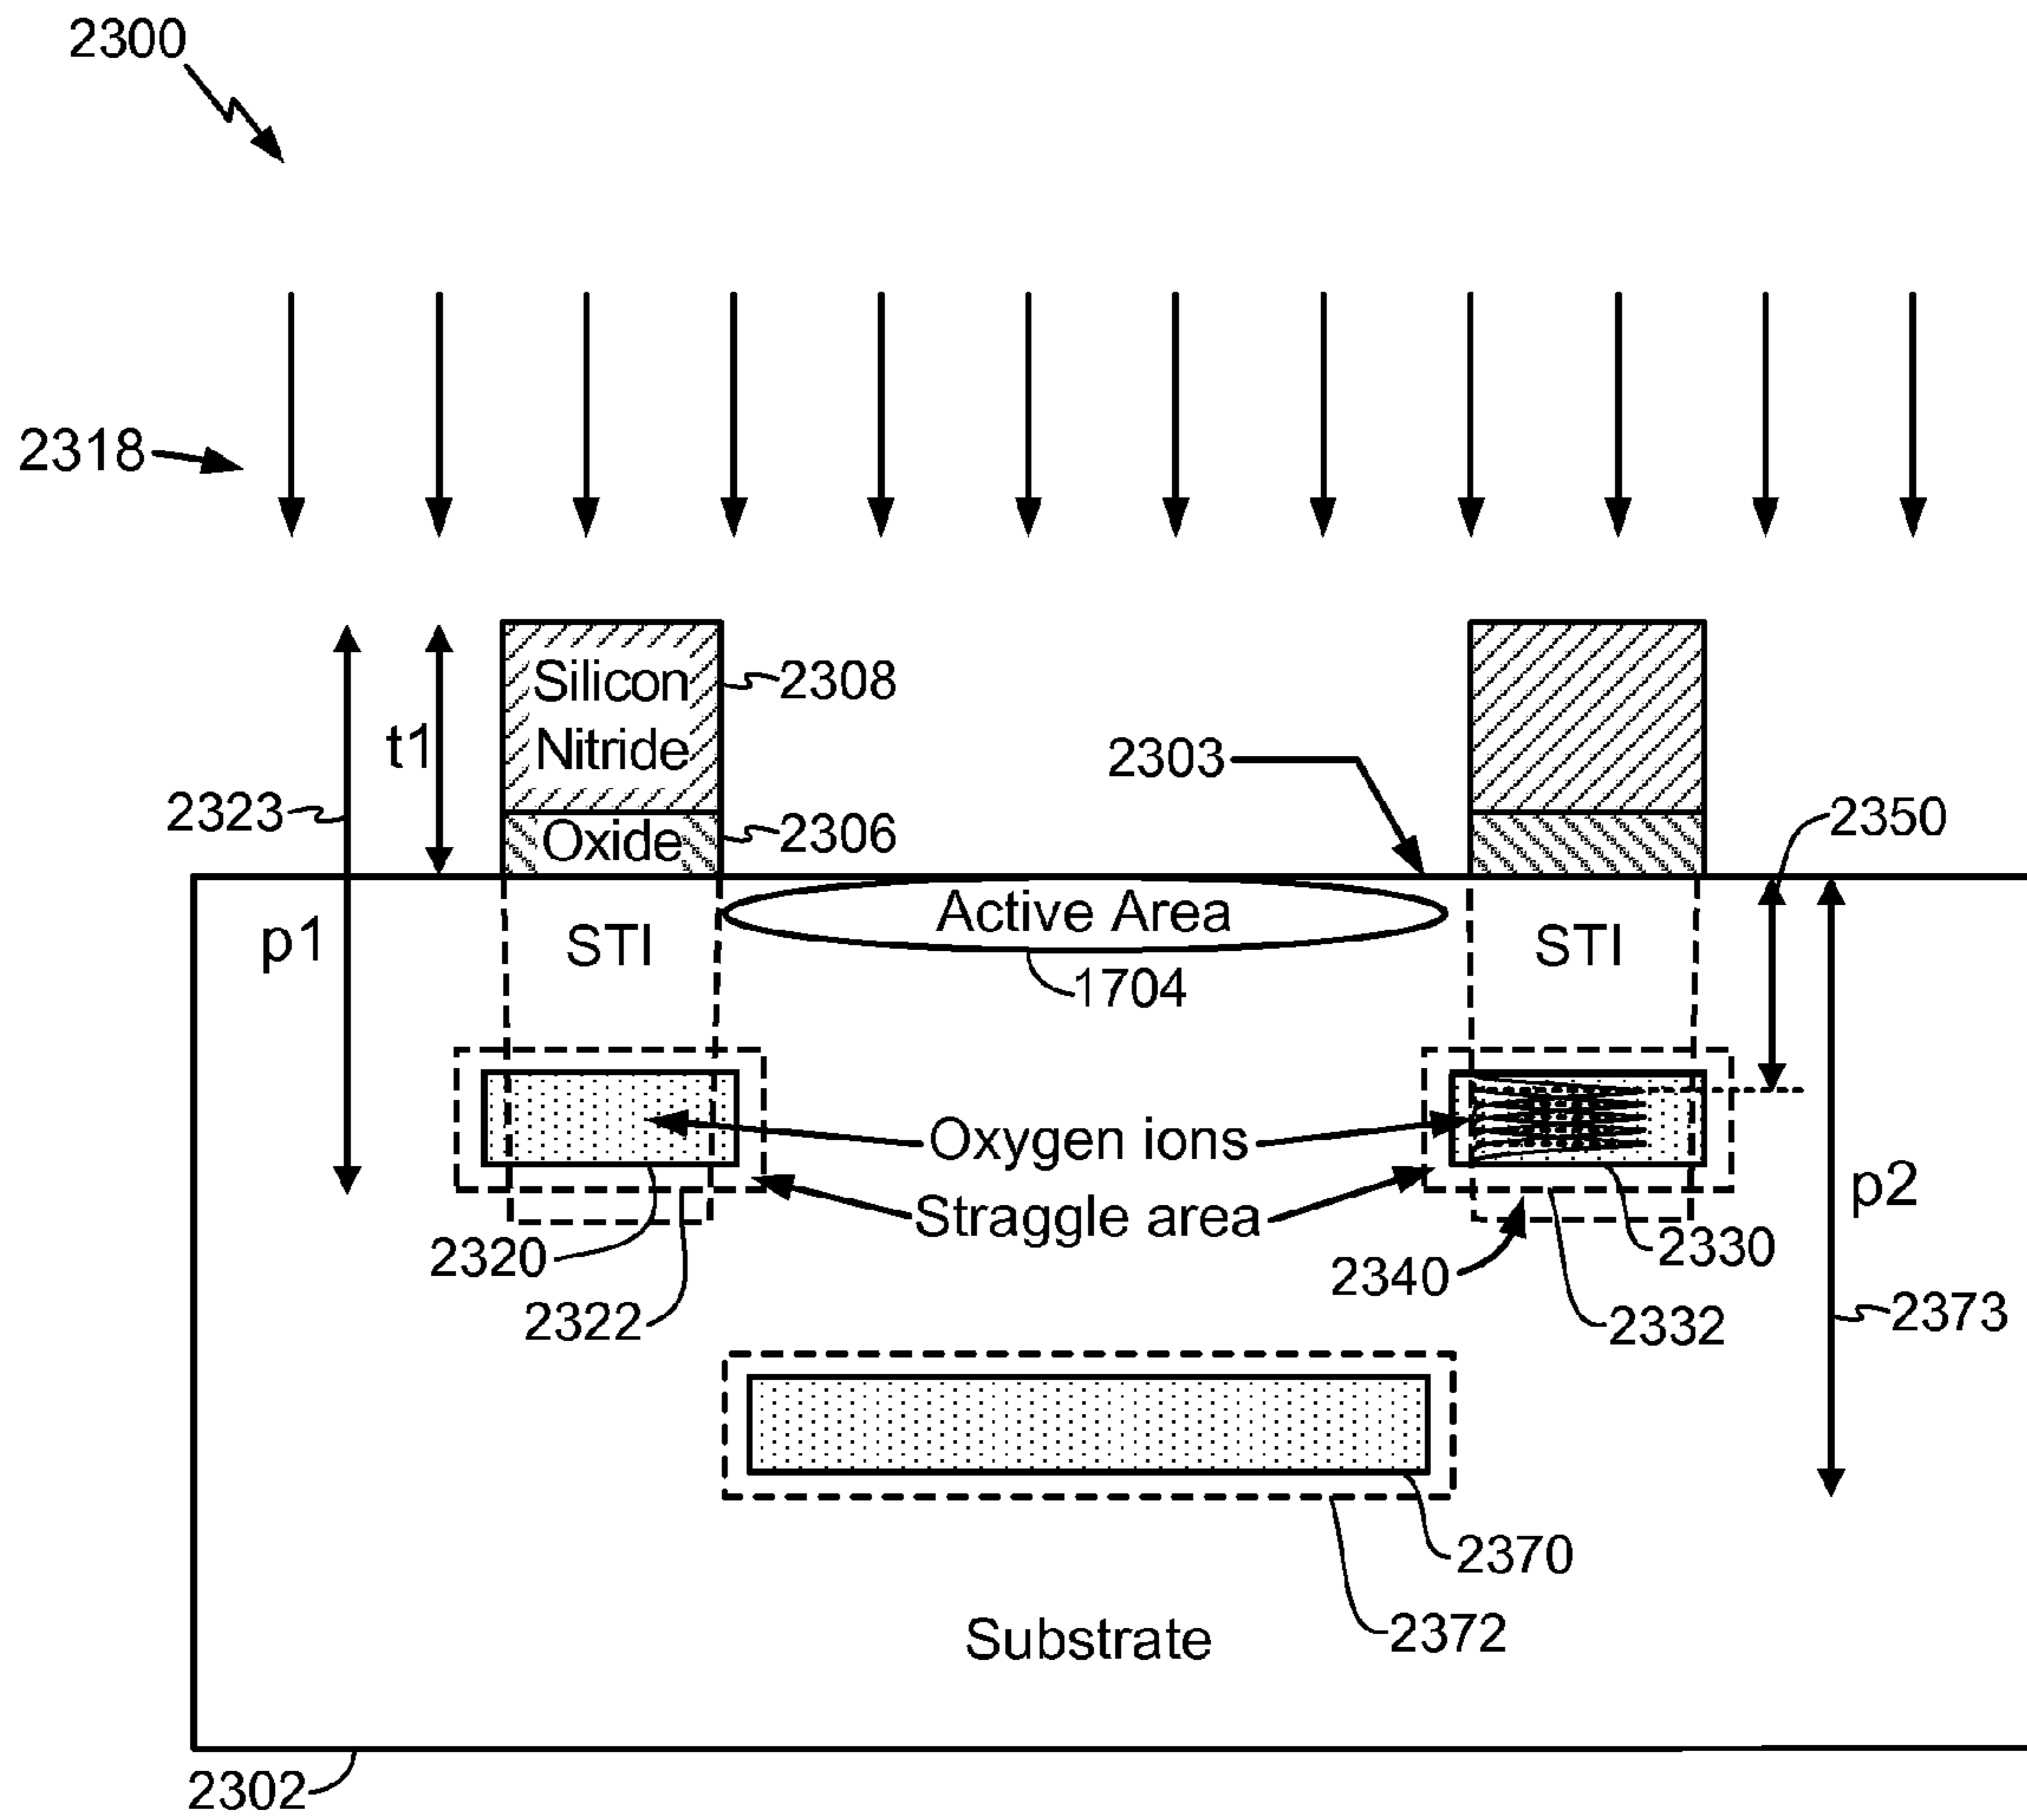 2300
2318
Silicon
Nitride
2308
t1
2303
2323
Oxide
2306
2350
p1
STI
Active Area
STI
1704
Oxygen ions
p2
Straggle area
2320
2340
2330
2322
2332
2373
2370
2372
Substrate
2302